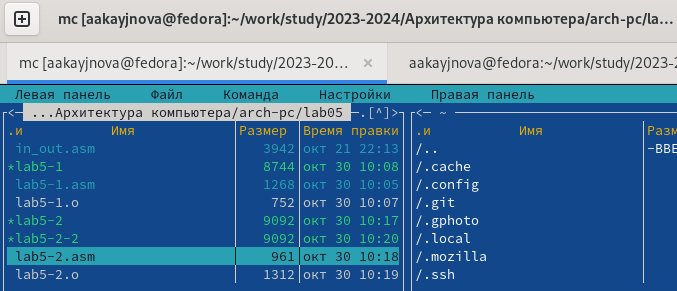 mc [aakayjnova@fedora]:~/work/study/2023-2024/Архитектура компьютера/arch-pc/la...
mc [aakayjnova@fedora]:~/work/study/2023-20... × aakayjnova@fedora:~/work/study/2023-2
Левая панель Файл Команда Настройки Правая панель
<— ...Архитектура компьютера/arch-pc/lab05 —.[^]> <— ~
.и Имя Размер Время правки .и Имя Разм
in_out.asm 3942 окт 21 22:13 /.. -ВВЕ
*lab5-1 8744 окт 30 10:08 /.cache
lab5-1.asm 1268 окт 30 10:05 /.config
lab5-1.o 752 окт 30 10:07 /.git
*lab5-2 9092 окт 30 10:17 /.gphoto
*lab5-2-2 9092 окт 30 10:20 /.local
lab5-2.asm 961 окт 30 10:18 /.mozilla
lab5-2.o 1312 окт 30 10:19 /.ssh